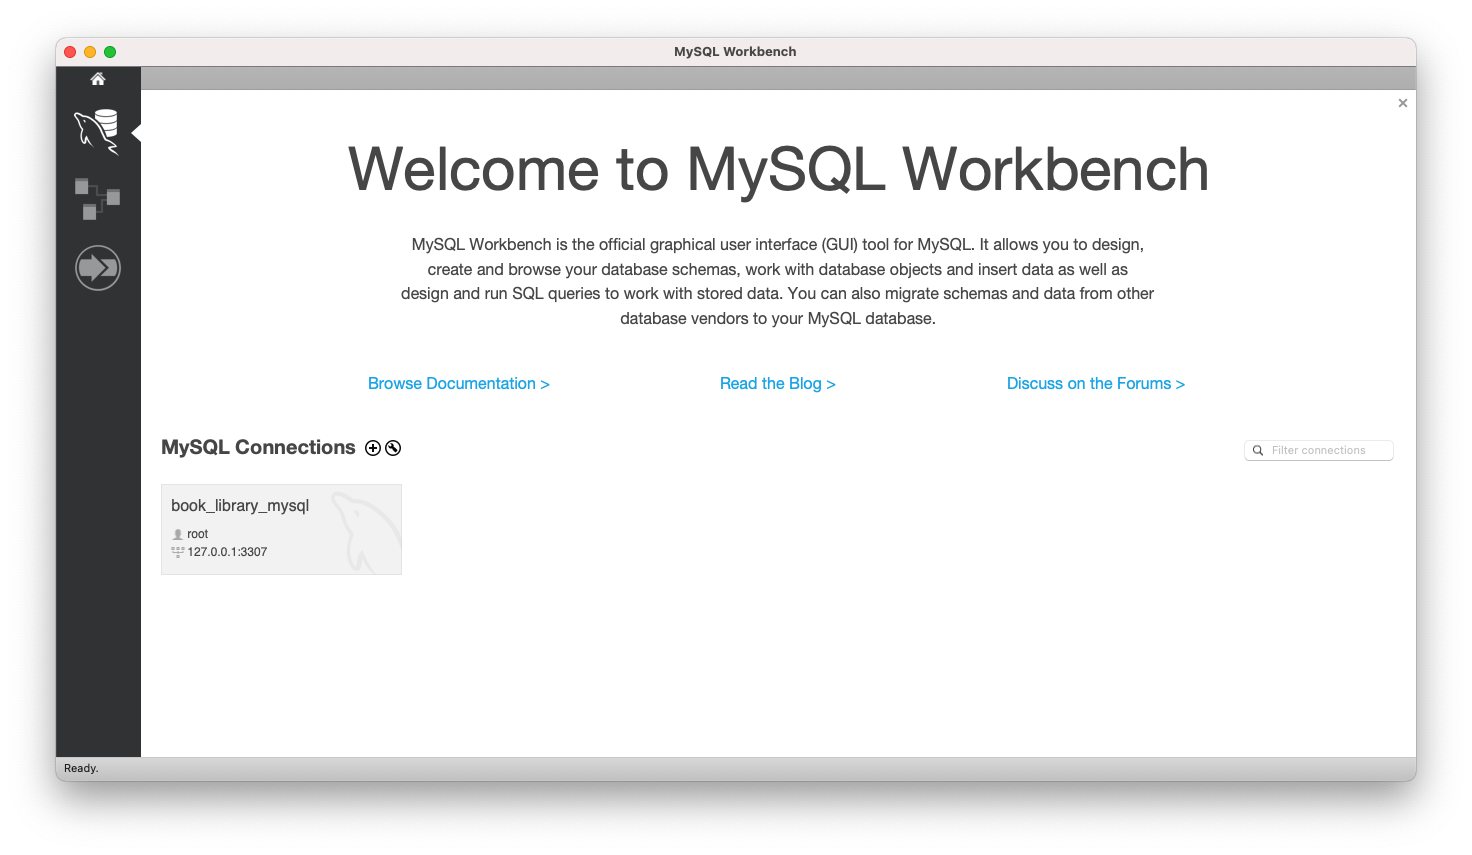 MySQL Workbench
Welcome to MySQL Workbench
MySQL Workbench is the official graphical user interface (GUI) tool for MySQL. It allows you to design,
create and browse your database schemas, work with database objects and insert data as well as
design and run SQL queries to work with stored data. You can also migrate schemas and data from other
database vendors to your MySQL database.
Browse Documentation >
Read the Blog >
Discuss on the Forums >
MySQL Connections
Filter connections
book_library_mysql
root
127.0.0.1:3307
Ready.